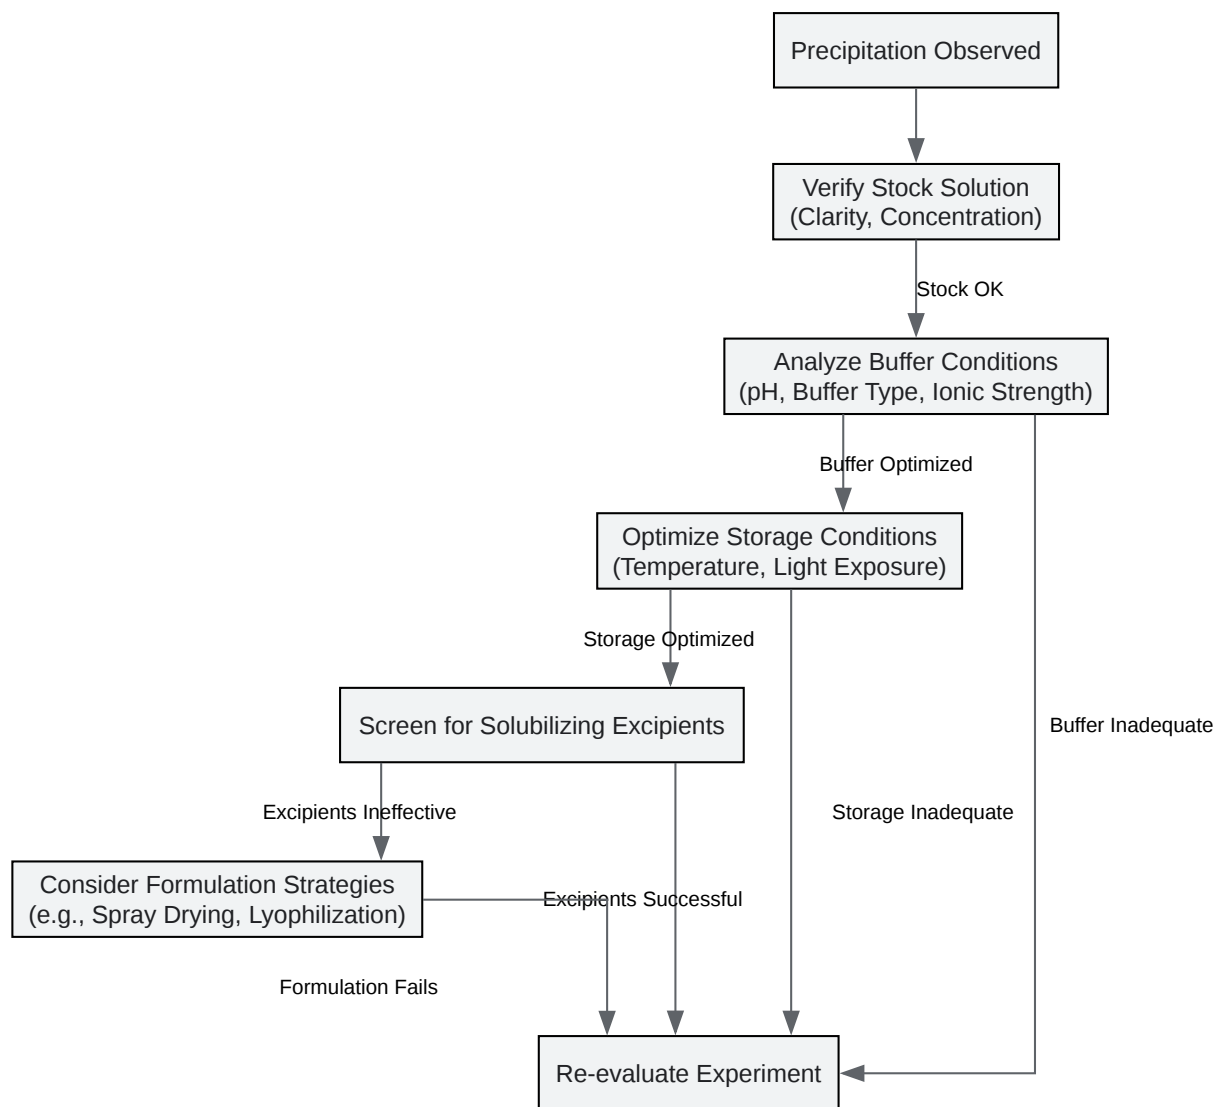 Precipitation Observed
Verify Stock Solution
(Clarity, Concentration)
Stock OK
Analyze Buffer Conditions
(pH, Buffer Type, Ionic Strength)
Buffer Optimized
Optimize Storage Conditions
(Temperature, Light Exposure)
Storage Optimized
Screen for Solubilizing Excipients
Buffer Inadequate
Excipients Ineffective
Storage Inadequate
Consider Formulation Strategies
(e.g., Spray Drying, Lyophilization)
Excipients Successful
Formulation Fails
Re-evaluate Experiment